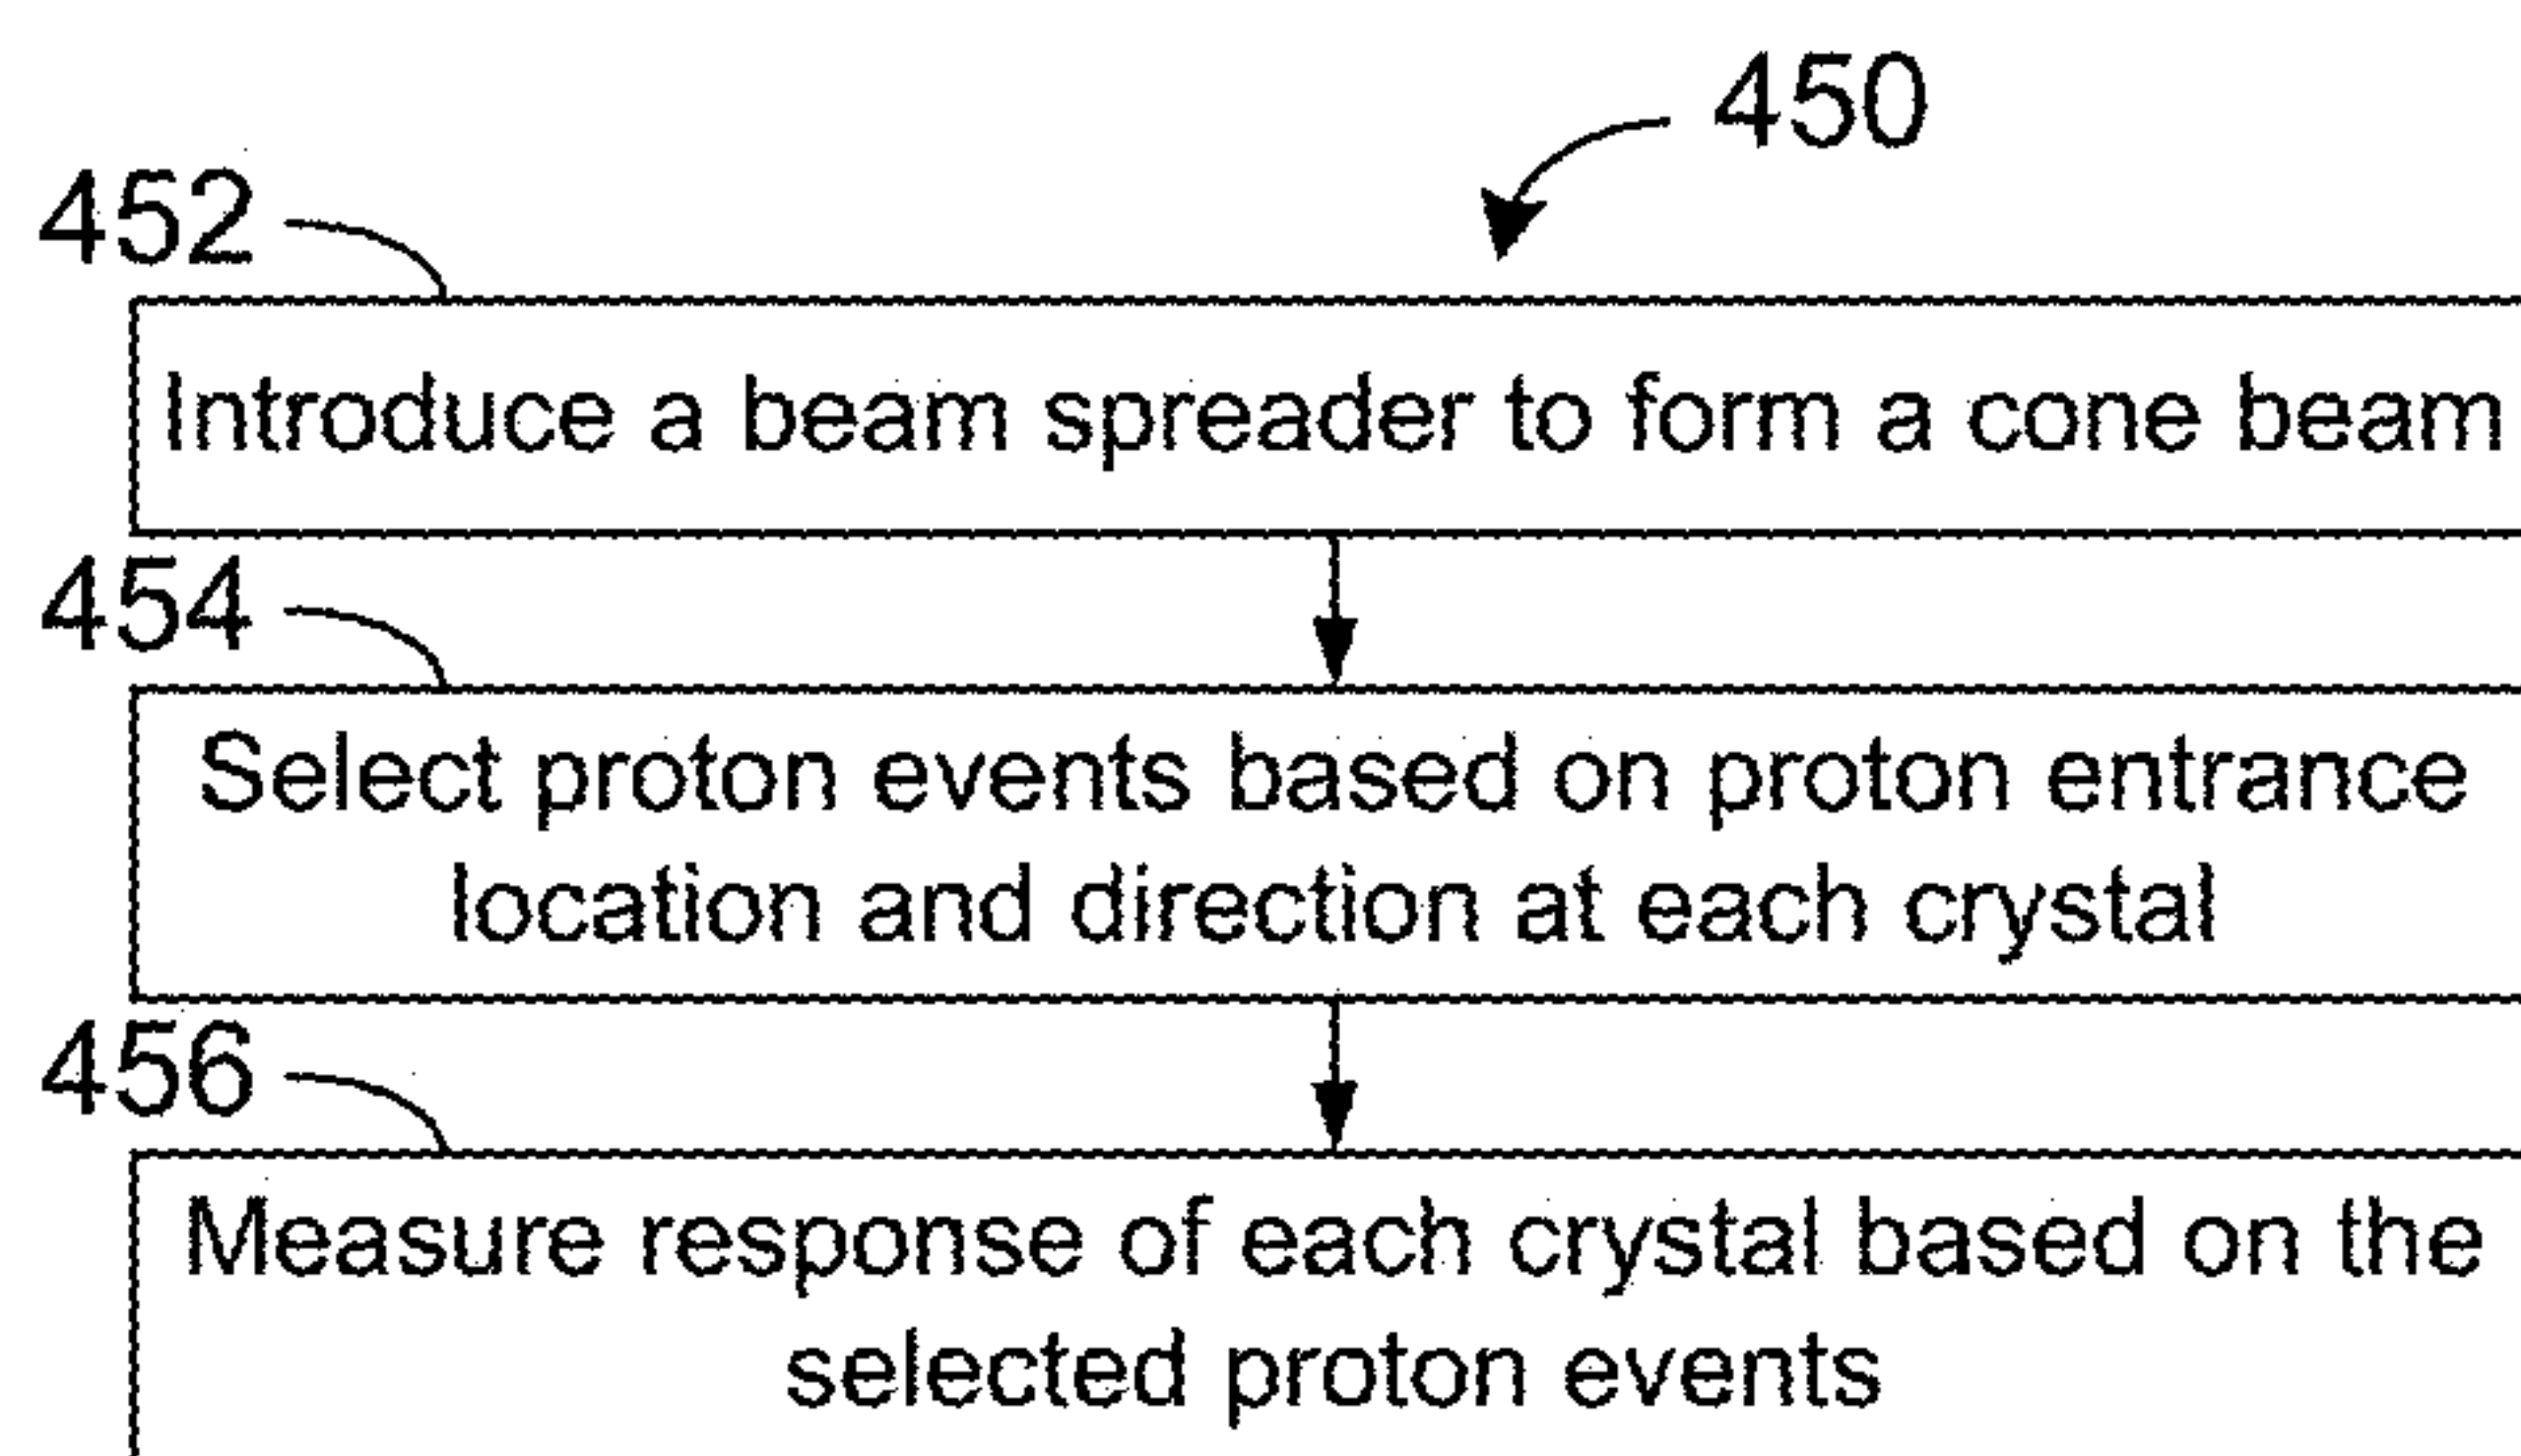 450
452
Introduce a beam spreader to form a cone beam
454
Select proton events based on proton entrance
location and direction at each crystal
456
Measure response of each crystal based on the
selected proton events